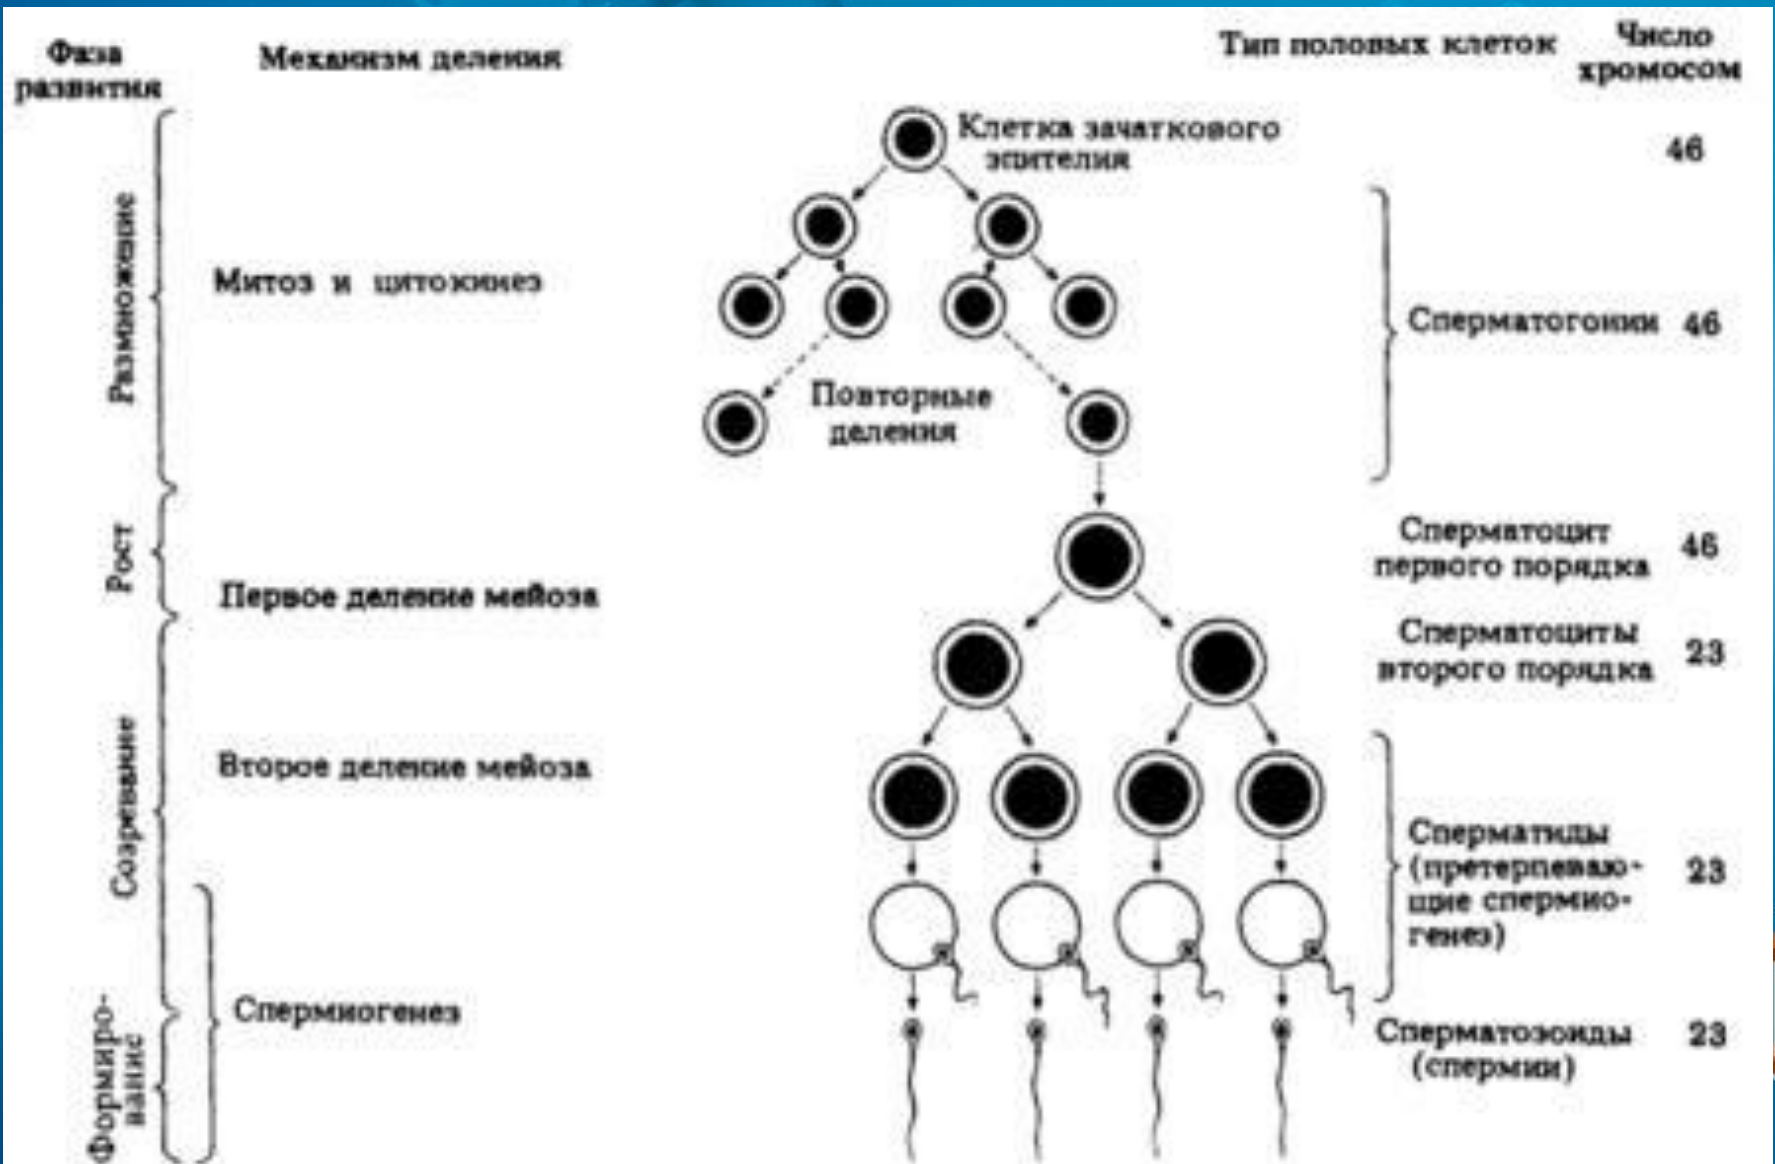 Фаза
развития
Механизм деления
Тип половых клеток
Число
хромосом
Клетка зачаткового
эпителия
46
Размножение
Митоз и цитокинез
Сперматогонии 46
Повторные
деления
Рост
Первое деление мейоза
Сперматоцит
первого порядка
46
Сперматоциты
второго порядка
23
Созревание
Второе деление мейоза
Сперматиды
(претерпеваю-
щие спермио-
генез)
23
Формиро-
вание
Спермиогенез
Сперматозоиды
(спермии)
23